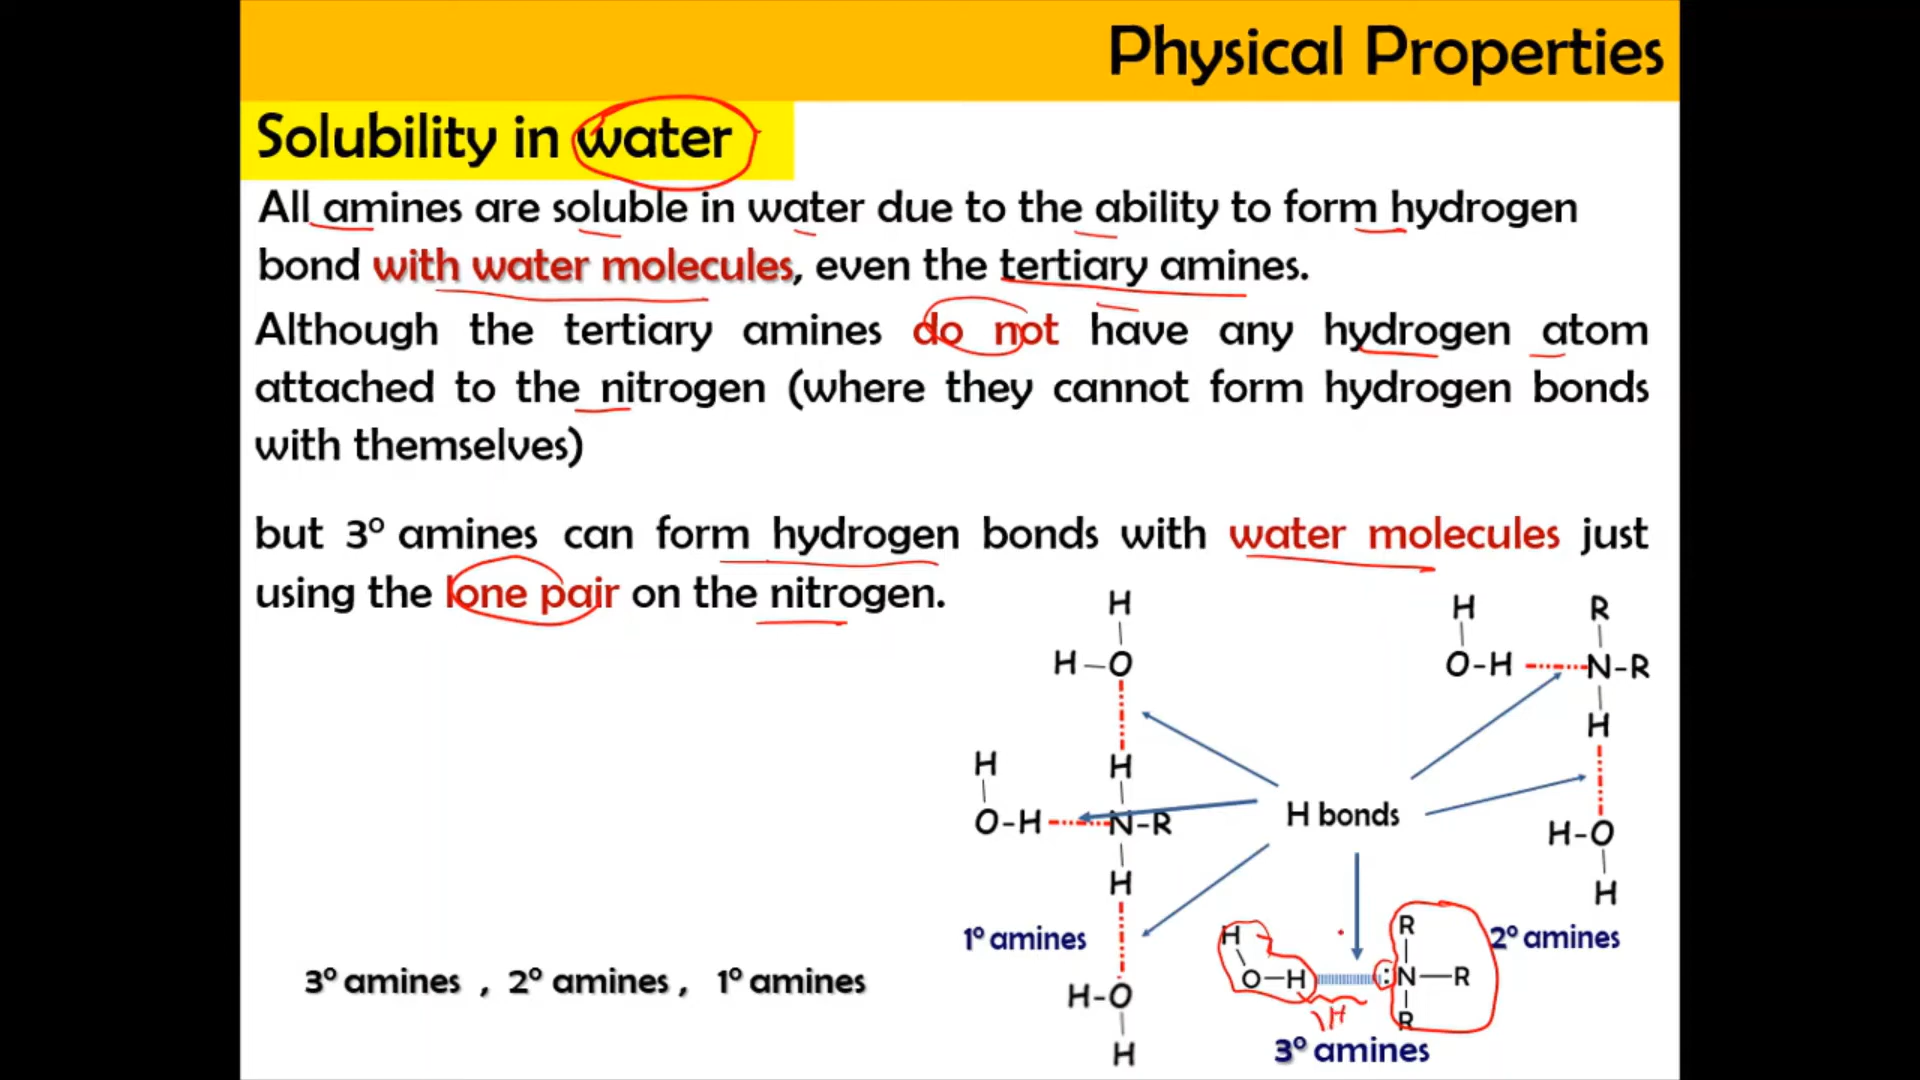 Physical Properties
Solubility in water
All amines are soluble in water due to the ability to form hydrogen
bond with water molecules, even the tertiary amines.
Although the tertiary amines do not have any hydrogen atom
attached to the nitrogen (where they cannot form hydrogen bonds
with themselves)
but 3° amines can form hydrogen bonds with water molecules just
using the lone pair on the nitrogen.
H
H–O
H
H
O-H N-R
H
H-O
H
1° amines
H bonds
H R
O-H N-R
H
H-O
H
2° amines
H R
O–H :N–R
R
H
3° amines
3° amines , 2° amines , 1° amines